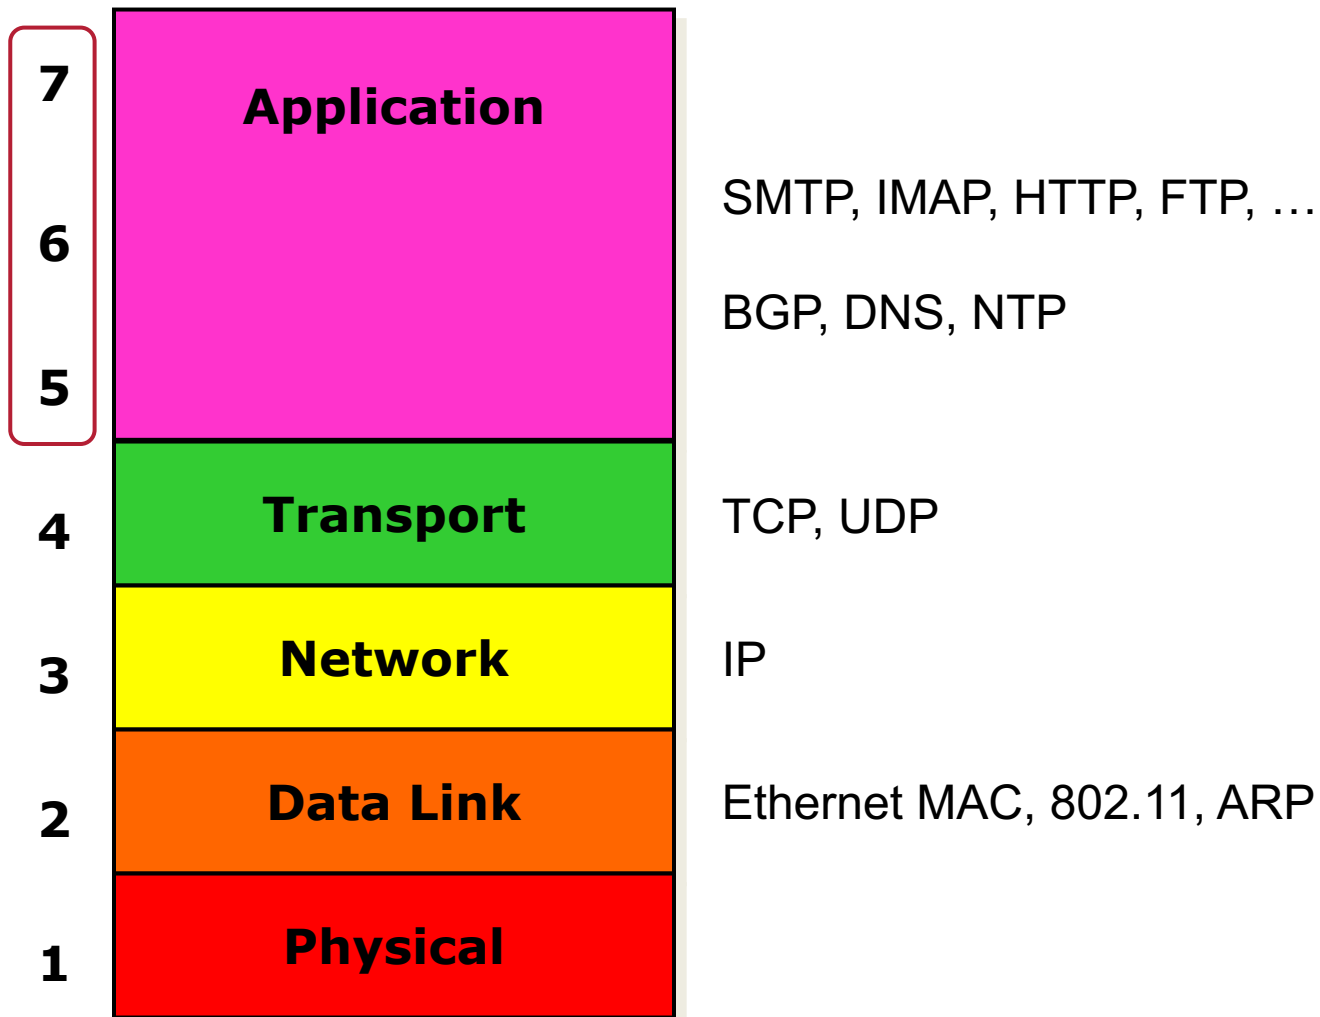 7
Application
SMTP, IMAP, HTTP, FTP, …
6
BGP, DNS, NTP
5
4
Transport
TCP, UDP
3
Network
IP
2
Data Link
Ethernet MAC, 802.11, ARP
1
Physical